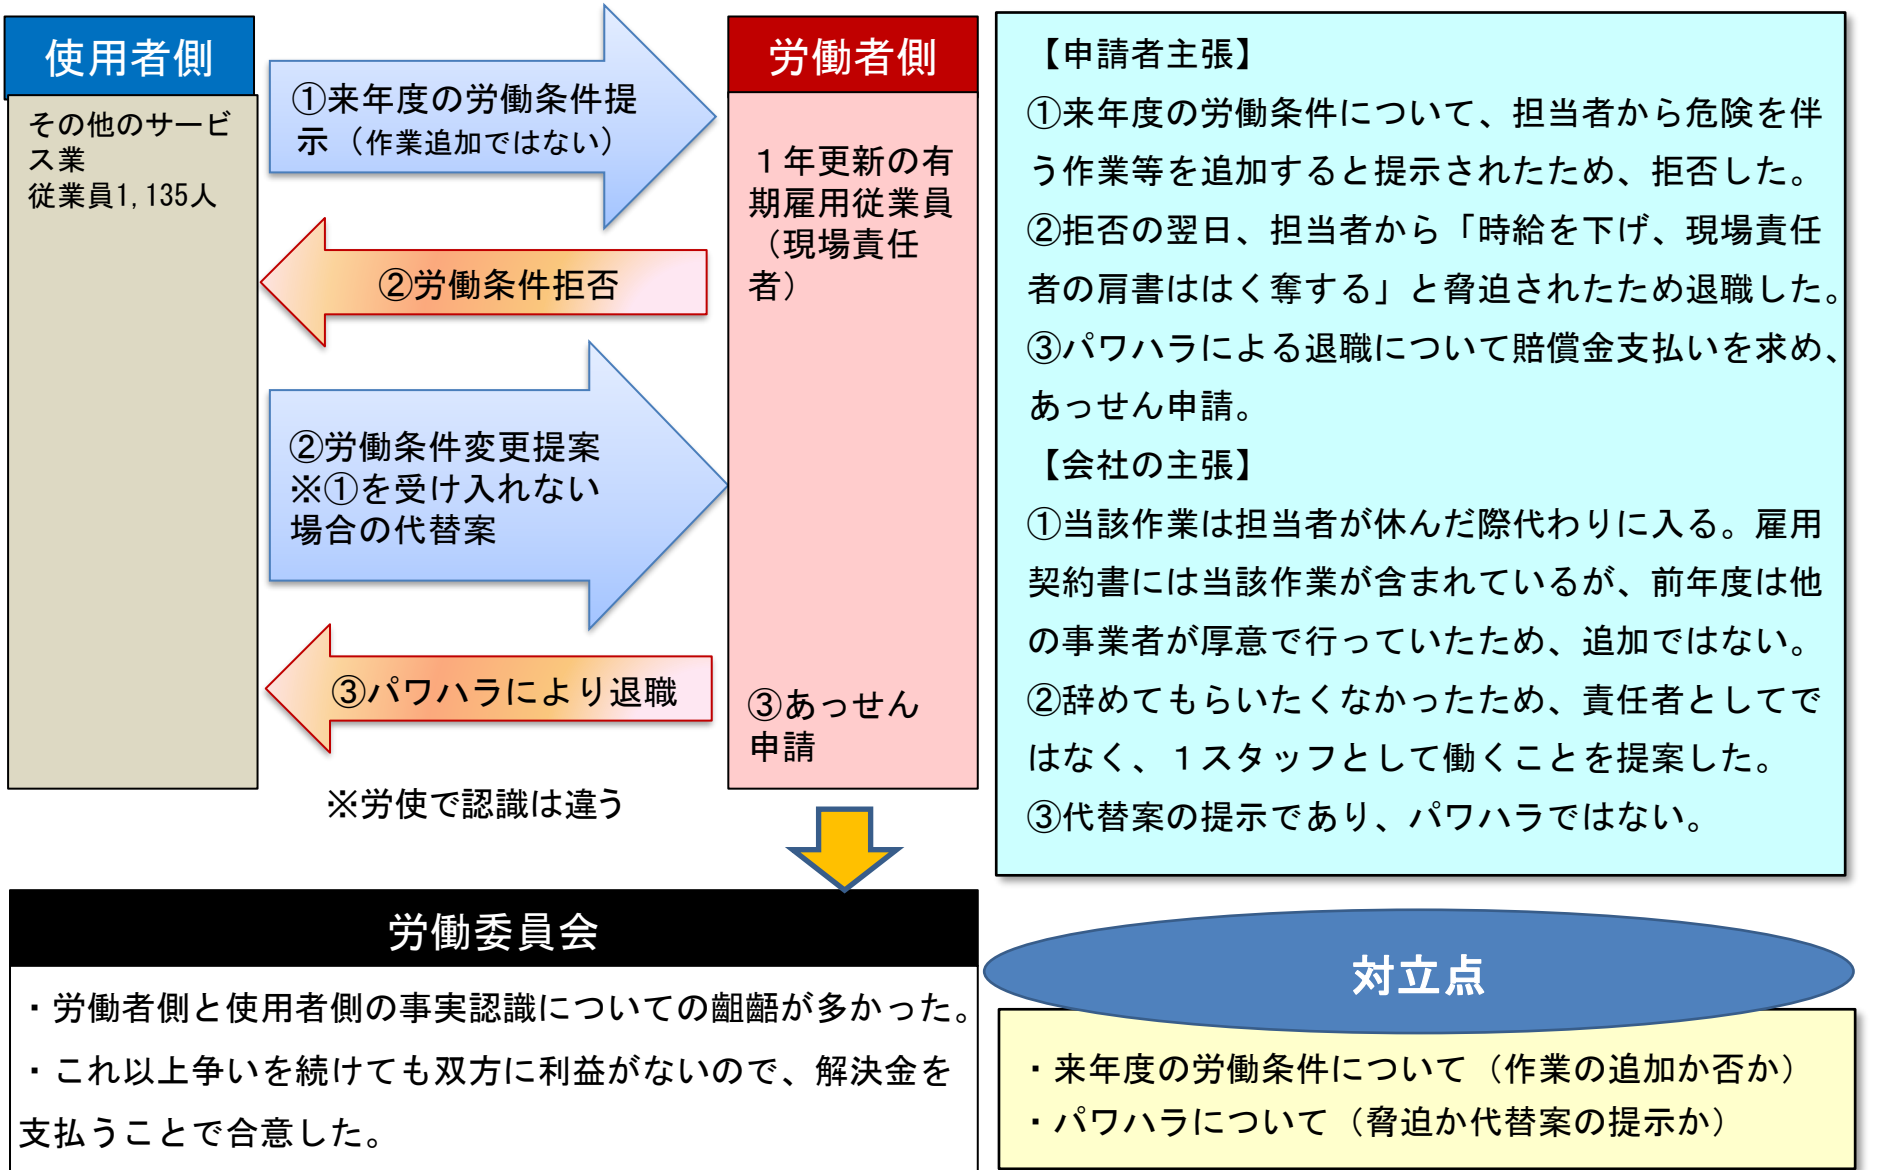 使用者側
その他のサービ
ス業
従業員1,135人
①来年度の労働条件提
示（作業追加ではない）
②労働条件拒否
②労働条件変更提案
※①を受け入れない
場合の代替案
③パワハラにより退職
※労使で認識は違う
労働者側
１年更新の有
期雇用従業員
（現場責任
者）
③あっせん
申請
【申請者主張】
①来年度の労働条件について、担当者から危険を伴
う作業等を追加すると提示されたため、拒否した。
②拒否の翌日、担当者から「時給を下げ、現場責任
者の肩書ははく奪する」と脅迫されたため退職した。
③パワハラによる退職について賠償金支払いを求め、
あっせん申請。
【会社の主張】
①当該作業は担当者が休んだ際代わりに入る。雇用
契約書には当該作業が含まれているが、前年度は他
の事業者が厚意で行っていたため、追加ではない。
②辞めてもらいたくなかったため、責任者としてで
はなく、１スタッフとして働くことを提案した。
③代替案の提示であり、パワハラではない。
労働委員会
・労働者側と使用者側の事実認識についての齟齬が多かった。
・これ以上争いを続けても双方に利益がないので、解決金を
支払うことで合意した。
対立点
・来年度の労働条件について（作業の追加か否か）
・パワハラについて（脅迫か代替案の提示か）